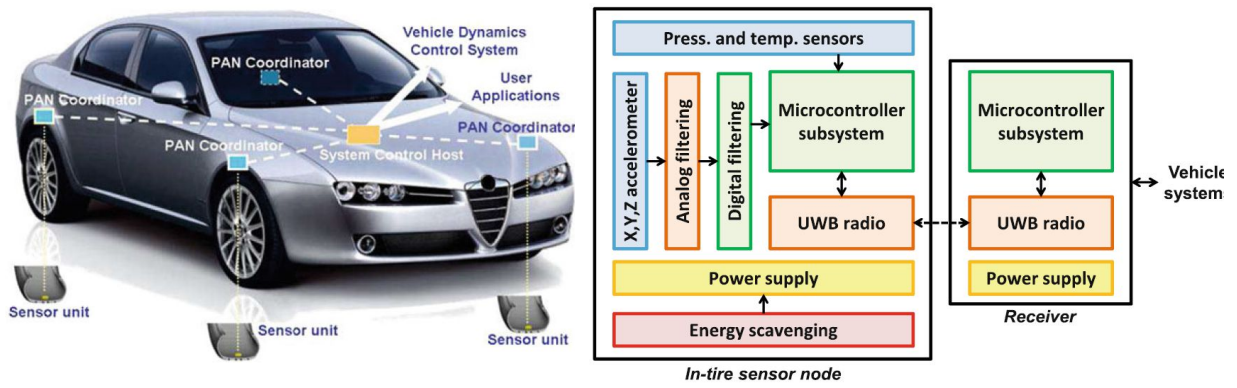 Vehicle Dynamics
Control System
PAN Coordinator
User
Applications
PAN Coordinator
PAN Coordinator
PAN Coordinator
System Control Host
Sensor unit
Sensor unit
Sensor unit
Press. and temp. sensors
X,Y,Z accelerometer
Analog filtering
Digital filtering
Microcontroller
subsystem
UWB radio
Power supply
Energy scavenging
In-tire sensor node
Microcontroller
subsystem
UWB radio
Power supply
Receiver
Vehicle
systems